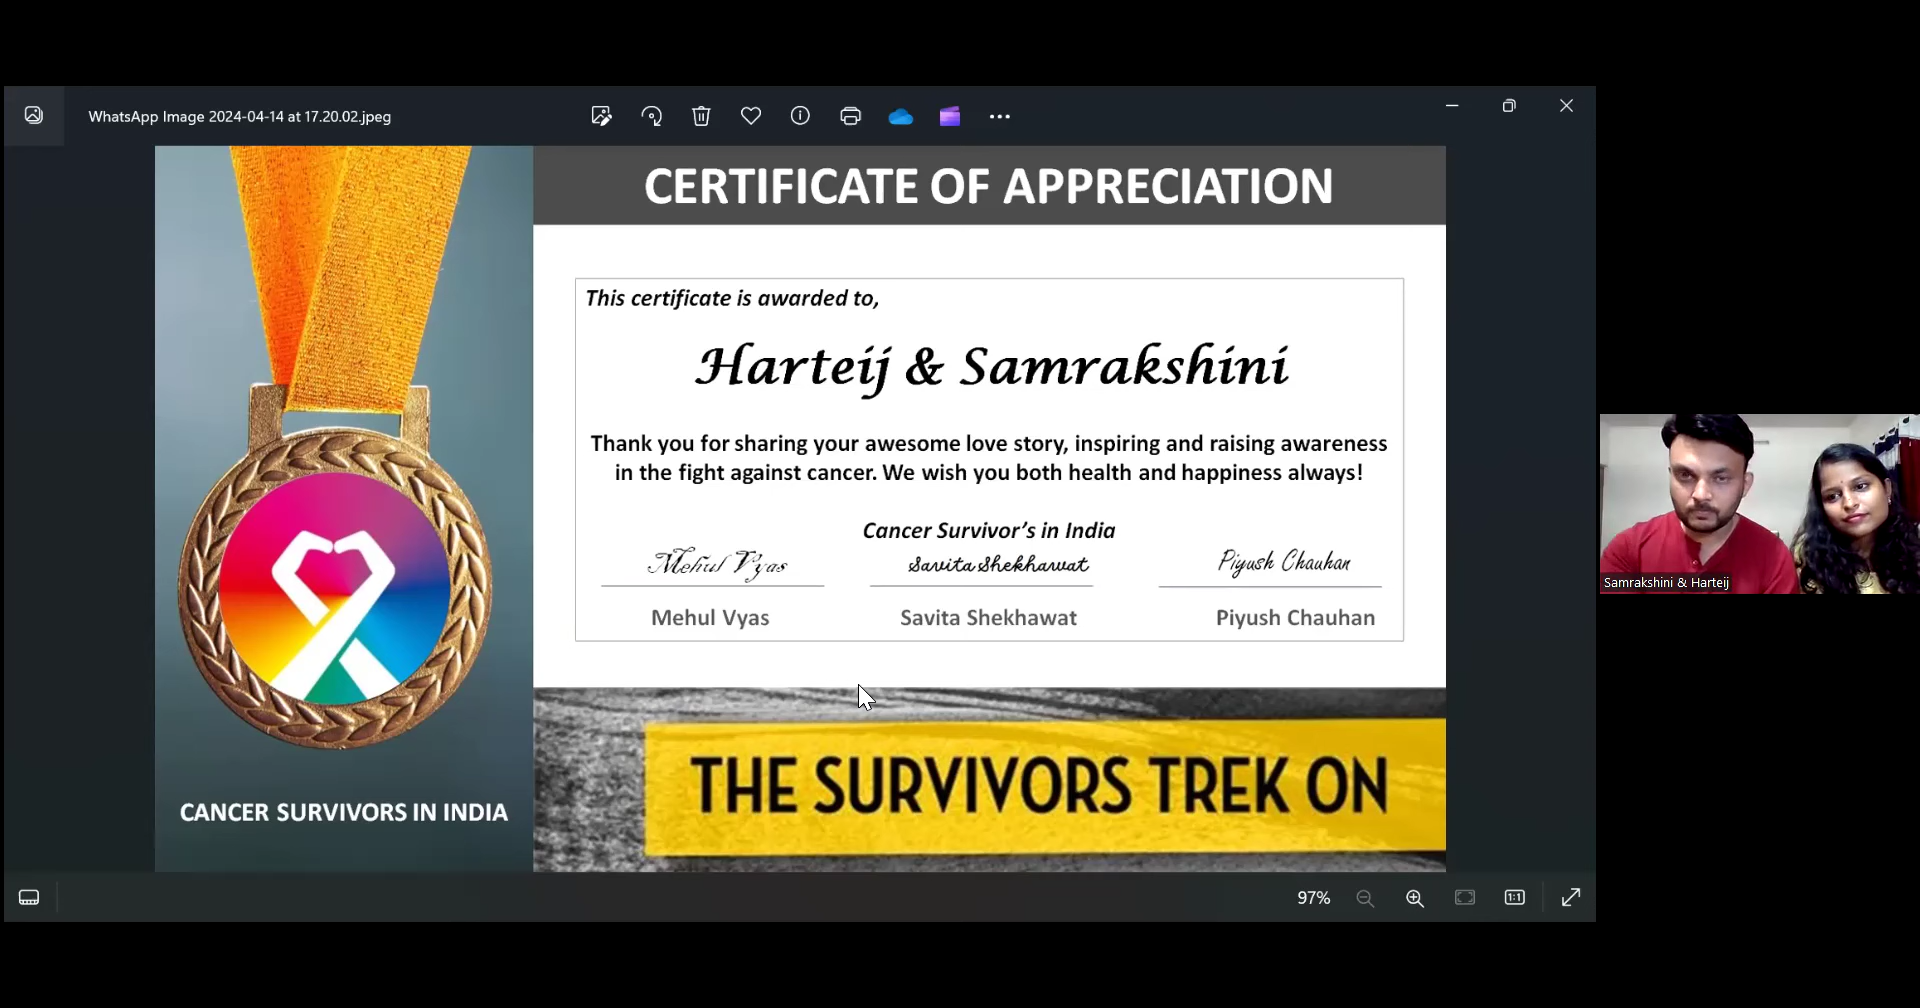 WhatsApp Image 2024-04-14 at 17.20.02.jpeg
CERTIFICATE OF APPRECIATION
This certificate is awarded to,
Harteij & Samrakshini
Thank you for sharing your awesome love story, inspiring and raising awareness
in the fight against cancer. We wish you both health and happiness always!
Cancer Survivor’s in India
Mehul Vyas Savita Shekhawat Piyush Chauhan
Mehul Vyas Savita Shekhawat Piyush Chauhan
CANCER SURVIVORS IN INDIA
THE SURVIVORS TREK ON
Samrakshini & Harteij
97%
1:1